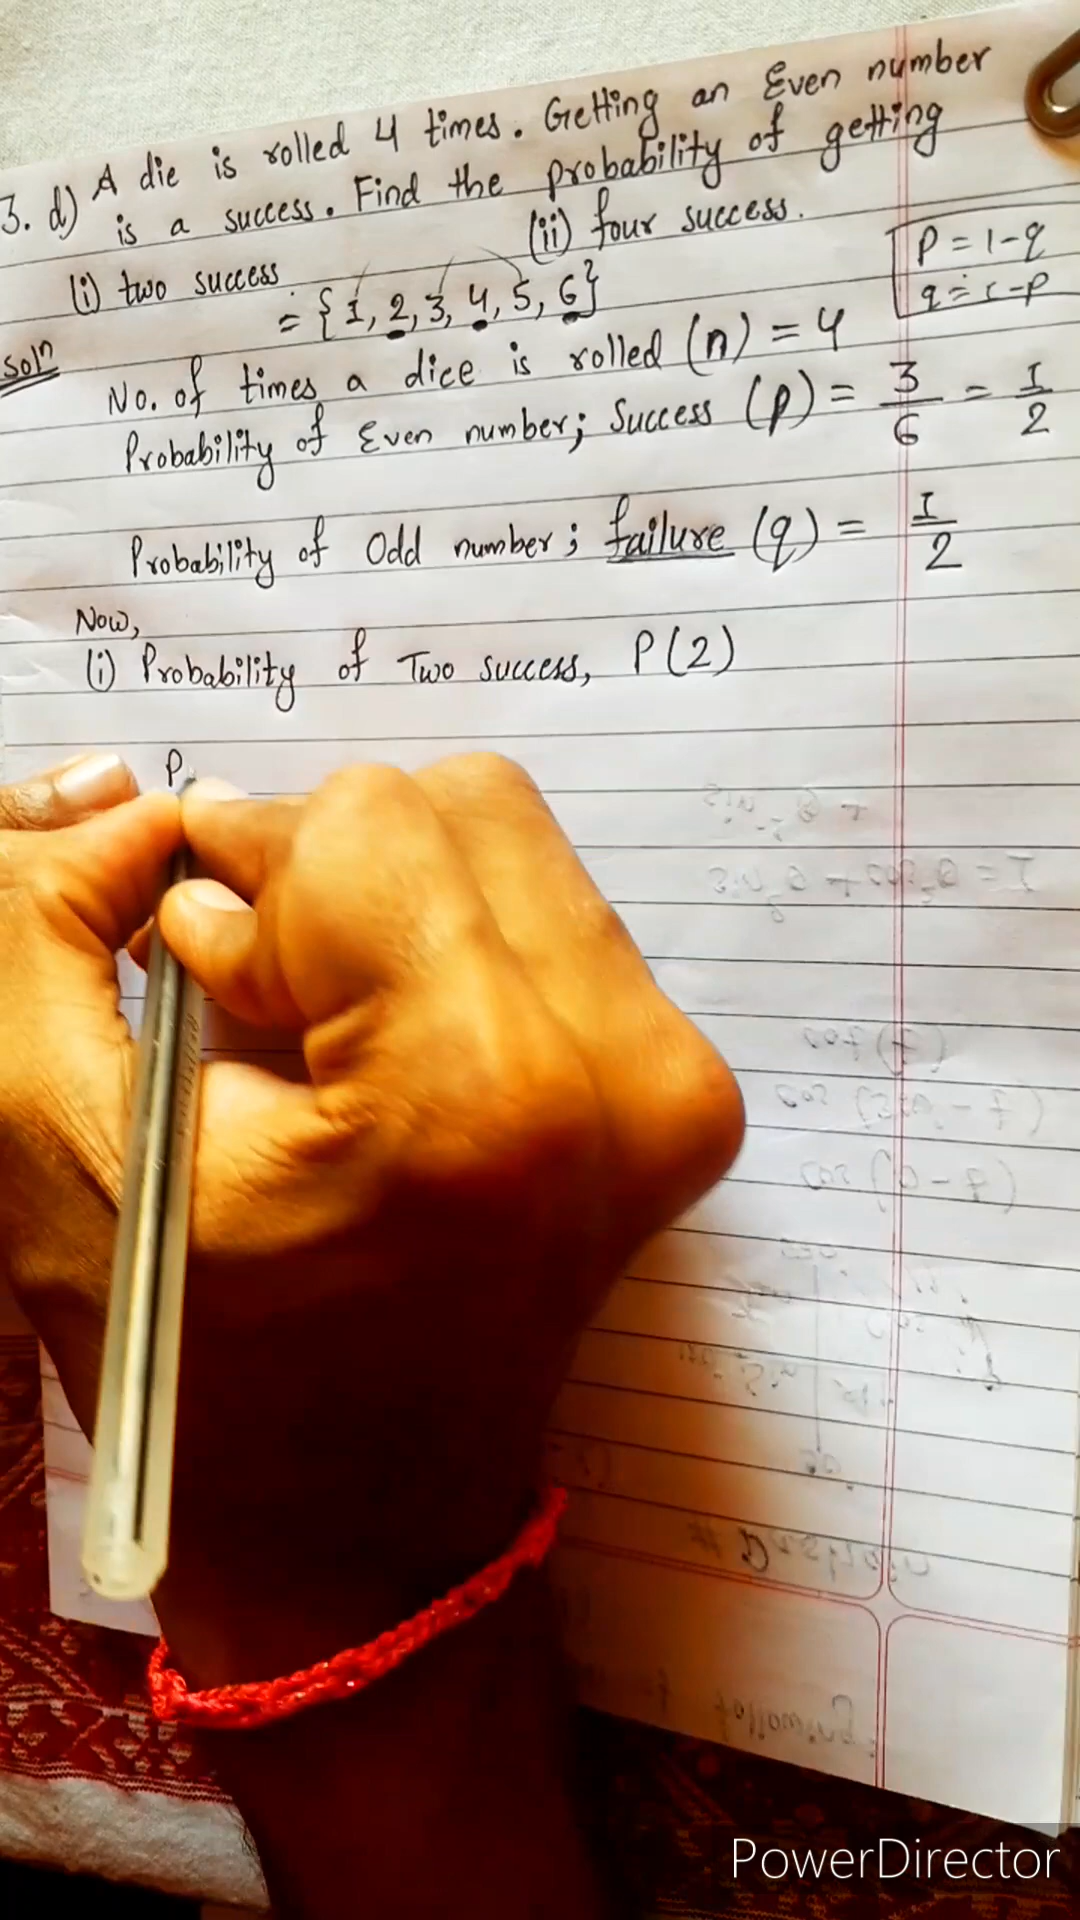 3. d) A die is rolled 4 times. Getting an Even number
is a success. Find the probability of getting
(i) two success (ii) four success.
P = 1-q
q = 1-p
Solⁿ = {1, 2, 3, 4, 5, 6}
No. of times a dice is rolled (n) = 4
Probability of Even number; Success (p) = 3/6 = 1/2
Probability of Odd number; failure (q) = 1/2
Now,
(i) Probability of Two success, P(2)
P
PowerDirector